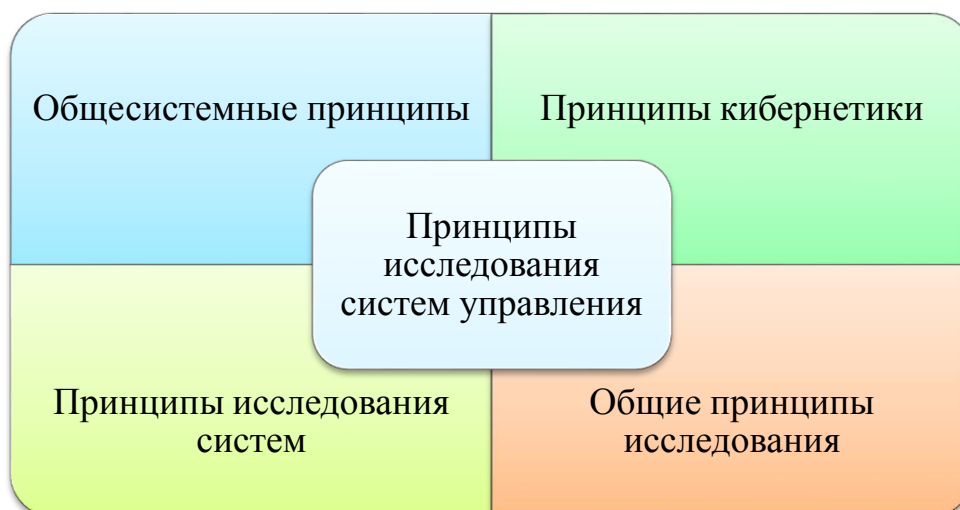 Общесистемные принципы
Принципы кибернетики
Принципы
исследования
систем управления
Принципы исследования
систем
Общие принципы
исследования